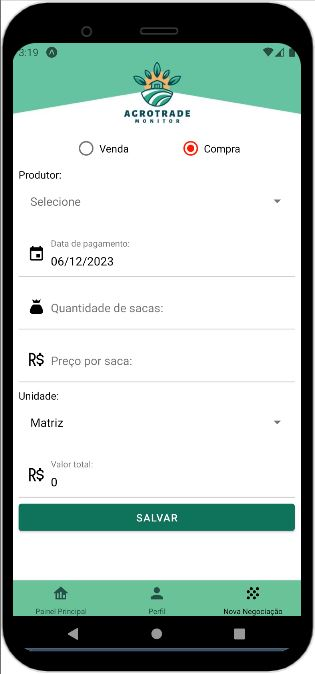 3:19
AGROTRADE
MONITOR
Venda
Compra
Produtor:
Selecione
Data de pagamento:
06/12/2023
Quantidade de sacas:
R$ Preço por saca:
Unidade:
Matriz
Valor total:
R$ 0
SALVAR
Painel Principal
Perfil
Nova Negociação